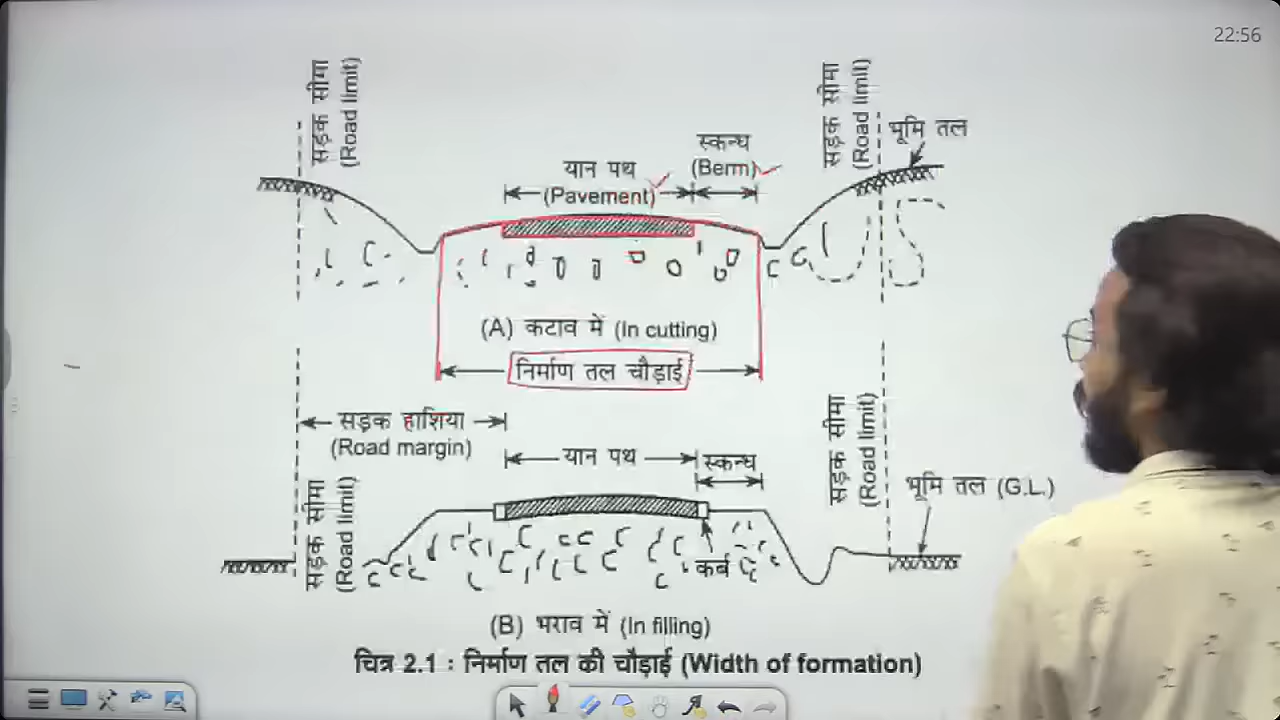 22:56
सड़क सीमा
(Road limit)
सड़क सीमा
(Road limit)
भूमि तल
स्कन्ध
(Berm)
यान पथ
(Pavement)
(A) कटाव में (In cutting)
निर्माण तल चौड़ाई
सड़क हाशिया
(Road margin)
यान पथ
स्कन्ध
सड़क सीमा
(Road limit)
सड़क सीमा
(Road limit)
भूमि तल (G.L.)
कर्ब
(B) भराव में (In filling)
चित्र 2.1 : निर्माण तल की चौड़ाई (Width of formation)